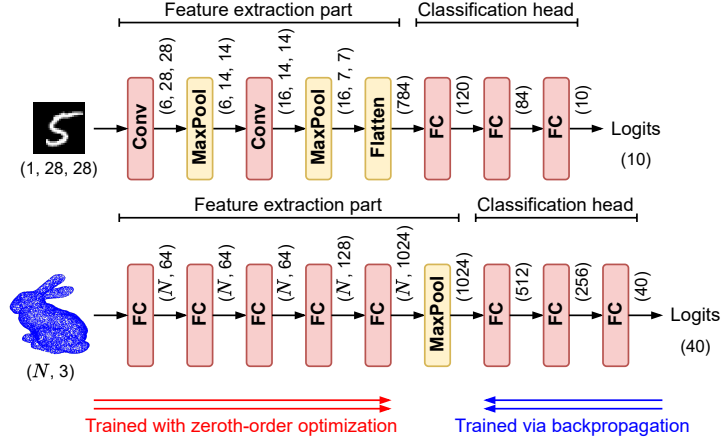 Feature extraction part
Classification head
(1, 28, 28)
Conv
(6, 28, 28)
MaxPool
(6, 14, 14)
Conv
(16, 14, 14)
MaxPool
(16, 7, 7)
Flatten
(784)
FC
(120)
FC
(84)
FC
(10)
Logits
(10)
Feature extraction part
Classification head
(N, 3)
FC
(N, 64)
FC
(N, 64)
FC
(N, 64)
FC
(N, 128)
FC
(N, 1024)
MaxPool
(1024)
FC
(512)
FC
(256)
FC
(40)
Logits
(40)
Trained with zeroth-order optimization
Trained via backpropagation